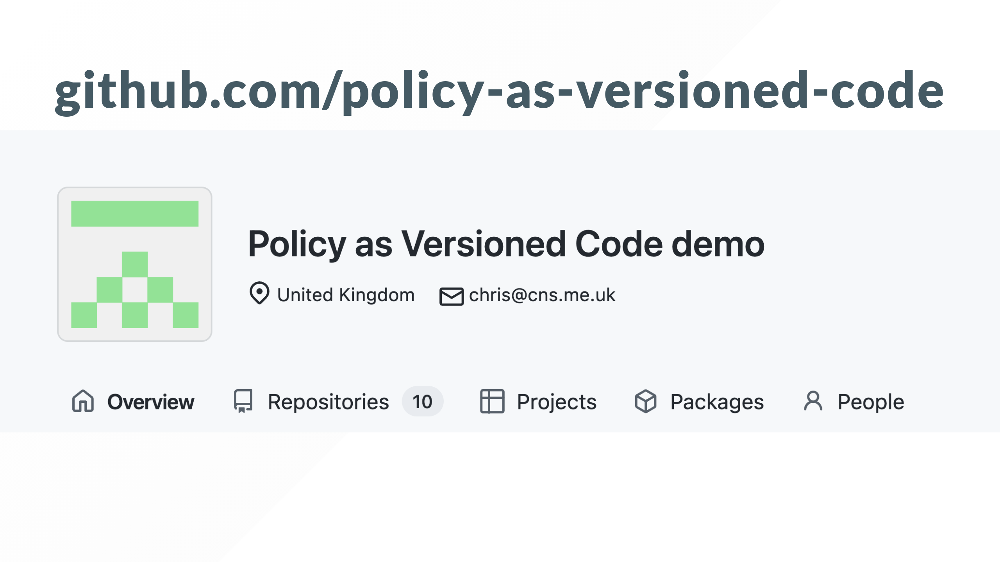 github.com/policy-as-versioned-code
Policy as Versioned Code demo
United Kingdom chris@cns.me.uk
Overview Repositories 10 Projects Packages People